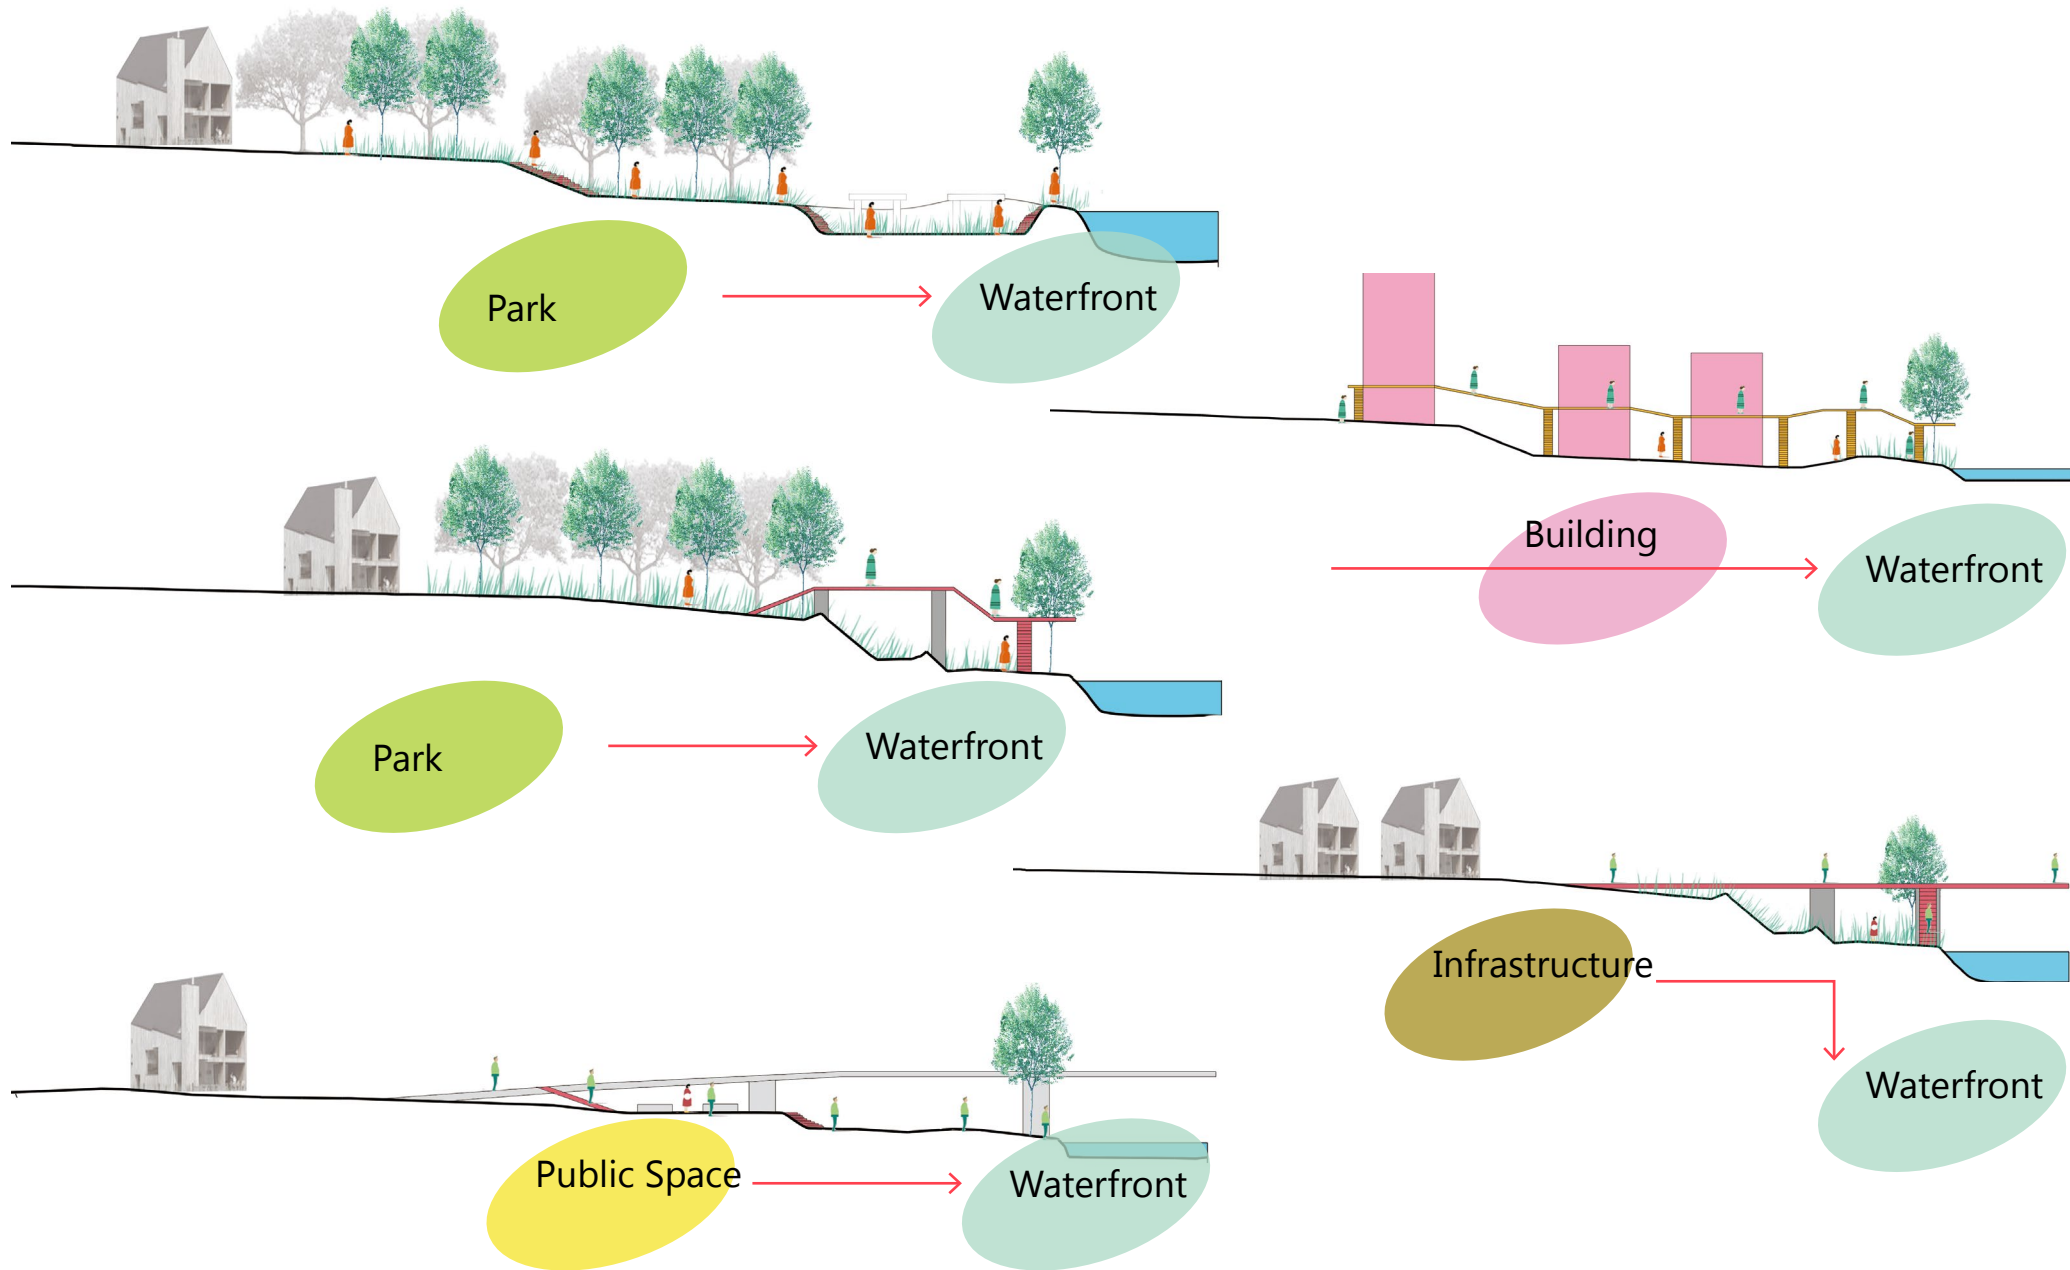 Park
Waterfront
Building
Waterfront
Park
Waterfront
Infrastructure
Waterfront
Public Space
Waterfront